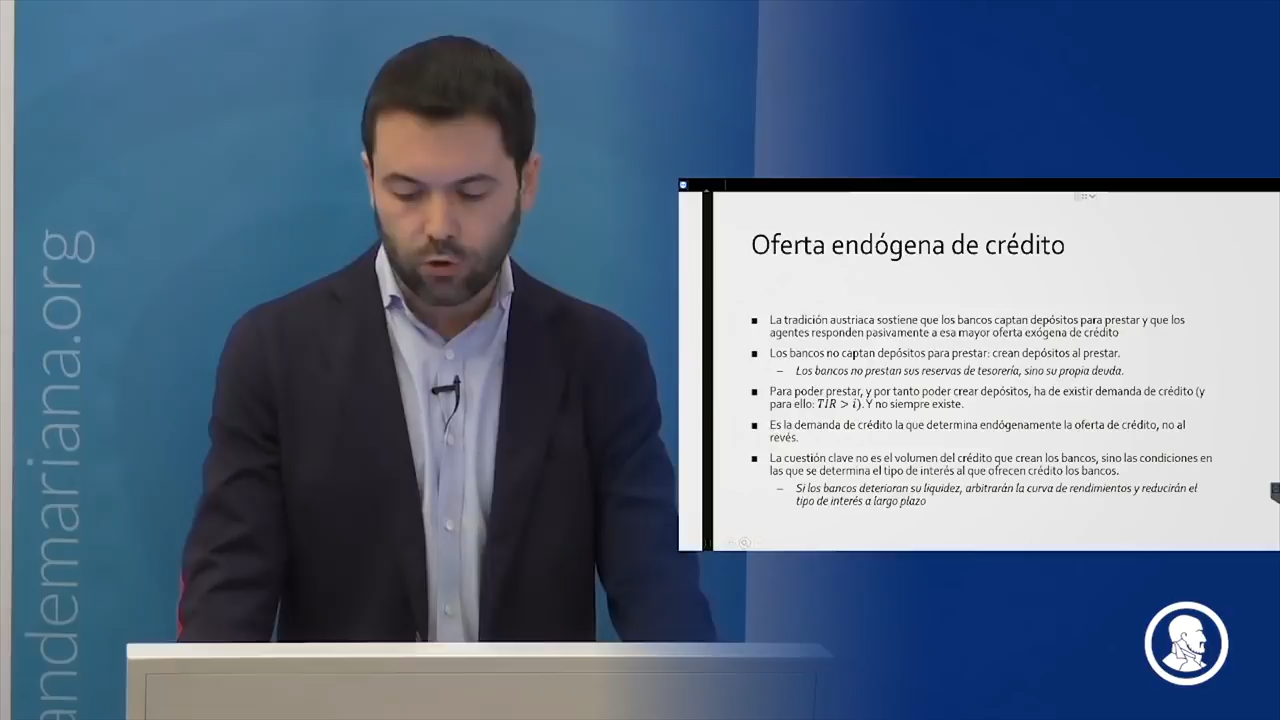 andemariana.org
Oferta endógena de crédito
■ La tradición austriaca sostiene que los bancos captan depósitos para prestar y que los
agentes responden pasivamente a esa mayor oferta exógena de crédito
■ Los bancos no captan depósitos para prestar: crean depósitos al prestar.
– Los bancos no prestan sus reservas de tesorería, sino su propia deuda.
■ Para poder prestar, y por tanto poder crear depósitos, ha de existir demanda de crédito (y
para ello: TIR > i). Y no siempre existe.
■ Es la demanda de crédito la que determina endógenamente la oferta de crédito, no al
revés.
■ La cuestión clave no es el volumen del crédito que crean los bancos, sino las condiciones en
las que se determina el tipo de interés al que ofrecen crédito los bancos.
– Si los bancos deterioran su liquidez, arbitrarán la curva de rendimientos y reducirán el
tipo de interés a largo plazo